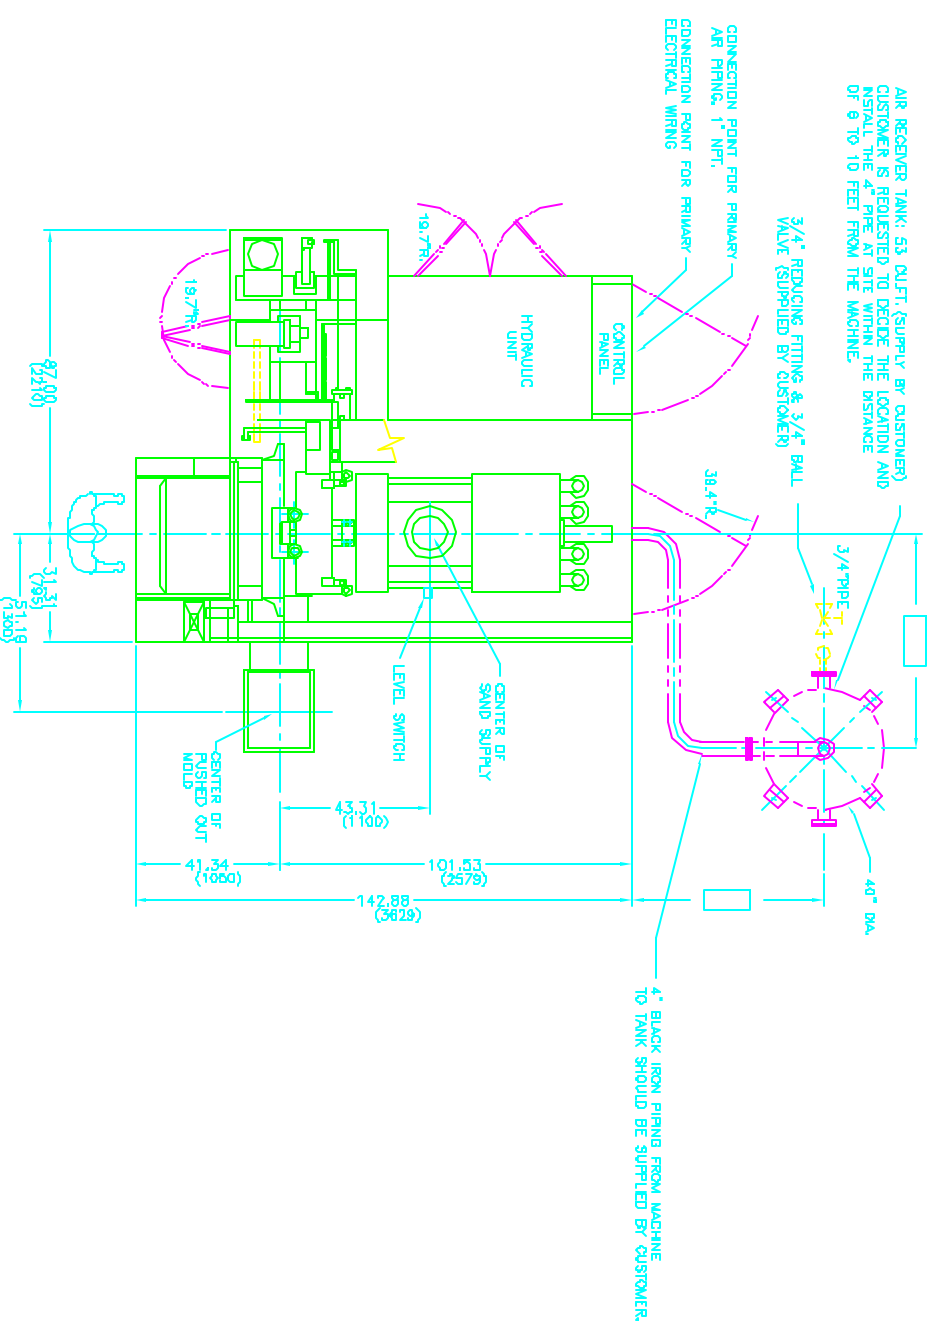 AIR RECEIVER TANK: 53 CU.FT. (SUPPLY BY CUSTOMER)
CUSTOMER IS REQUESTED TO DECIDE THE LOCATION AND
INSTALL THE 4" PIPE AT SITE WITHIN THE DISTANCE
OF 6 TO 10 FEET FROM THE MACHINE.
3/4" REDUCING FITTING & 3/4" BALL
VALVE (SUPPLIED BY CUSTOMER)
CONNECTION POINT FOR PRIMARY
AIR PIPING, 1" NPT.
CONNECTION POINT FOR PRIMARY
ELECTRICAL WIRING
3/4"PIPE
40" DIA.
39.4"R.
CONTROL
PANEL
HYDRAULIC
UNIT
19.7"R.
19.7"R.
CENTER OF
SAND SUPPLY
LEVEL SWITCH
CENTER OF
PUSHED OUT
MOLD
4" BLACK IRON PIPING FROM MACHINE
TO TANK SHOULD BE SUPPLIED BY CUSTOMER.
87.00
(2210)
31.31
(795)
51.18
(1300)
43.31
(1100)
41.34
(1050)
101.53
(2579)
142.88
(3629)